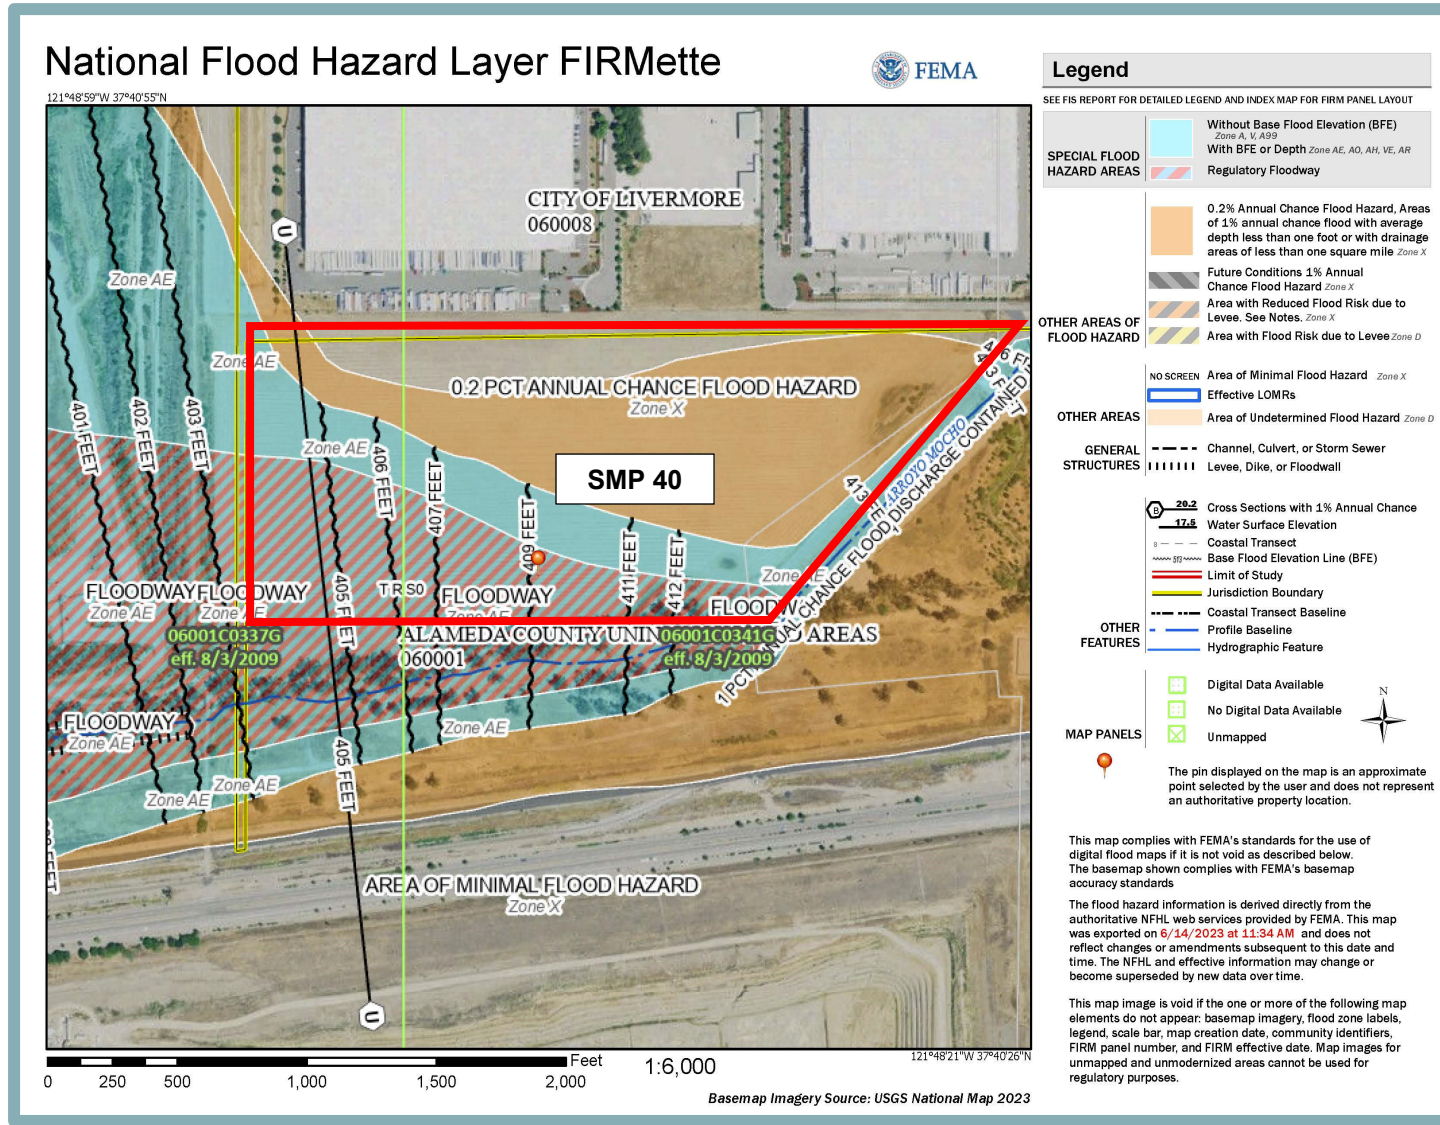 National Flood Hazard Layer FIRMette
FEMA
121°48'59"W 37°40'55"N
CITY OF LIVERMORE
060008
U
Zone AE
Zone AE
0.2 PCT ANNUAL CHANCE FLOOD HAZARD
Zone X
401 FEET
402 FEET
403 FEET
Zone AE
406 FEET
407 FEET
SMP 40
409 FEET
411 FEET
412 FEET
ARROYO MOCHO
1 PCT ANNUAL CHANCE FLOOD DISCHARGE CONTAINED
Zone AE
FLOODWAY
Zone AE
FLOODWAY
405 FEET
FLOODWAY
Zone AE
06001C0337G
eff. 8/3/2009
ALAMEDA COUNTY
AREAS
060001
06001C0341G
eff. 8/3/2009
FLOODWAY
Zone AE
Zone AE
405 FEET
Zone AE
Zone AE
AREA OF MINIMAL FLOOD HAZARD
Zone X
U
121°48'21"W 37°40'26"N
0 250 500 1,000 1,500 2,000
Feet
1:6,000
Basemap Imagery Source: USGS National Map 2023
Legend
SEE FIS REPORT FOR DETAILED LEGEND AND INDEX MAP FOR FIRM PANEL LAYOUT
SPECIAL FLOOD
HAZARD AREAS
Without Base Flood Elevation (BFE)
Zone A, V, A99
With BFE or Depth Zone AE, AO, AH, VE, AR
Regulatory Floodway
OTHER AREAS OF
FLOOD HAZARD
0.2% Annual Chance Flood Hazard, Areas
of 1% annual chance flood with average
depth less than one foot or with drainage
areas of less than one square mile Zone X
Future Conditions 1% Annual
Chance Flood Hazard Zone X
Area with Reduced Flood Risk due to
Levee. See Notes. Zone X
Area with Flood Risk due to Levee Zone D
OTHER AREAS
NO SCREEN Area of Minimal Flood Hazard Zone X
Effective LOMRs
Area of Undetermined Flood Hazard Zone D
GENERAL
STRUCTURES
Channel, Culvert, or Storm Sewer
Levee, Dike, or Floodwall
B 20.2 Cross Sections with 1% Annual Chance
17.5 Water Surface Elevation
8 Coastal Transect
513 Base Flood Elevation Line (BFE)
Limit of Study
Jurisdiction Boundary
OTHER
FEATURES
Coastal Transect Baseline
Profile Baseline
Hydrographic Feature
MAP PANELS
Digital Data Available
No Digital Data Available
Unmapped
N
The pin displayed on the map is an approximate
point selected by the user and does not represent
an authoritative property location.
This map complies with FEMA's standards for the use of
digital flood maps if it is not void as described below.
The basemap shown complies with FEMA's basemap
accuracy standards
The flood hazard information is derived directly from the
authoritative NFHL web services provided by FEMA. This map
was exported on 6/14/2023 at 11:34 AM and does not
reflect changes or amendments subsequent to this date and
time. The NFHL and effective information may change or
become superseded by new data over time.
This map image is void if the one or more of the following map
elements do not appear: basemap imagery, flood zone labels,
legend, scale bar, map creation date, community identifiers,
FIRM panel number, and FIRM effective date. Map images for
unmapped and unmodernized areas cannot be used for
regulatory purposes.